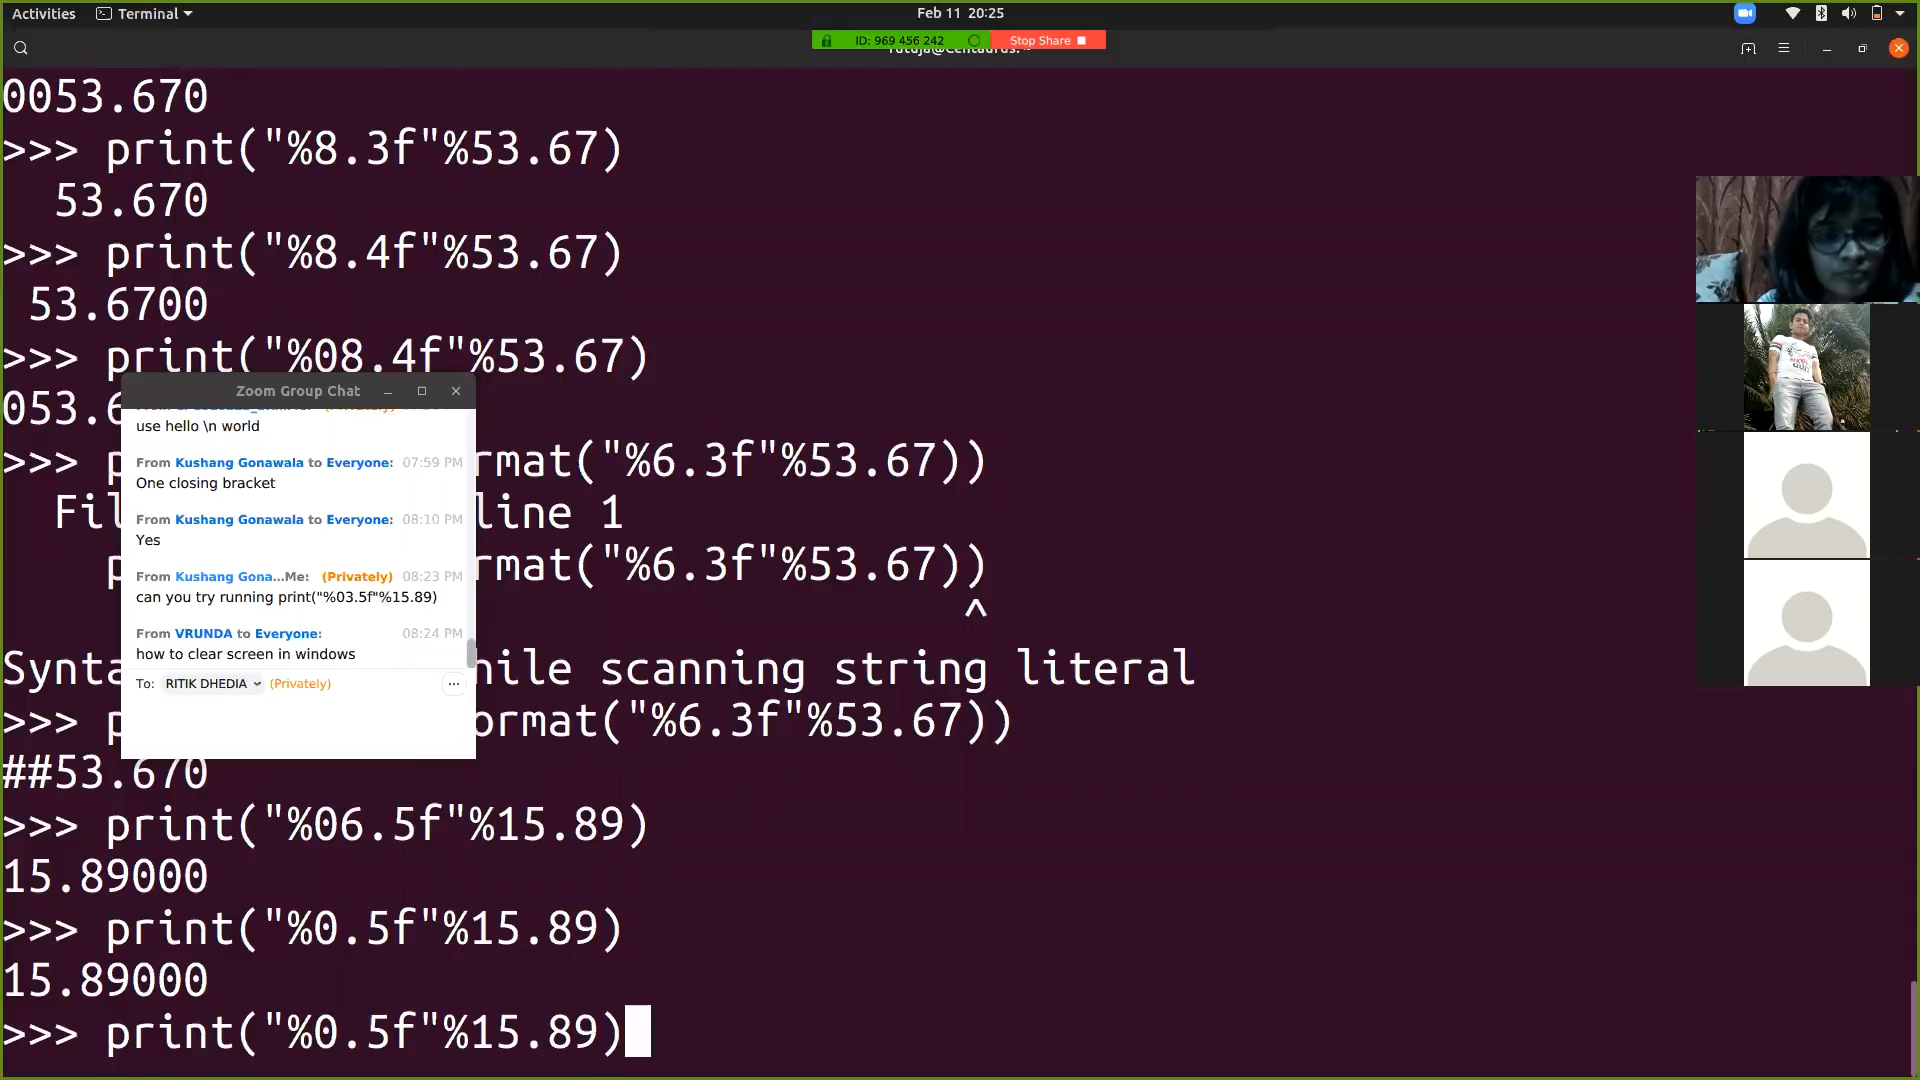 Activities Terminal Feb 11 20:25
ID: 969 456 242 Stop Share
0053.670
>>> print("%8.3f"%53.67)
53.670
>>> print("%8.4f"%53.67)
53.6700
>>> print("%08.4f"%53.67)
053.6
>>> p rmat("%6.3f"%53.67))
Fil line 1
p rmat("%6.3f"%53.67))
^
Synta hile scanning string literal
>>> p ormat("%6.3f"%53.67))
##53.670
>>> print("%06.5f"%15.89)
15.89000
>>> print("%0.5f"%15.89)
15.89000
>>> print("%0.5f"%15.89)
Zoom Group Chat
use hello \n world
From Kushang Gonawala to Everyone: 07:59 PM
One closing bracket
From Kushang Gonawala to Everyone: 08:10 PM
Yes
From Kushang Gona...Me: (Privately) 08:23 PM
can you try running print("%03.5f"%15.89)
From VRUNDA to Everyone: 08:24 PM
how to clear screen in windows
To: RITIK DHEDIA (Privately)